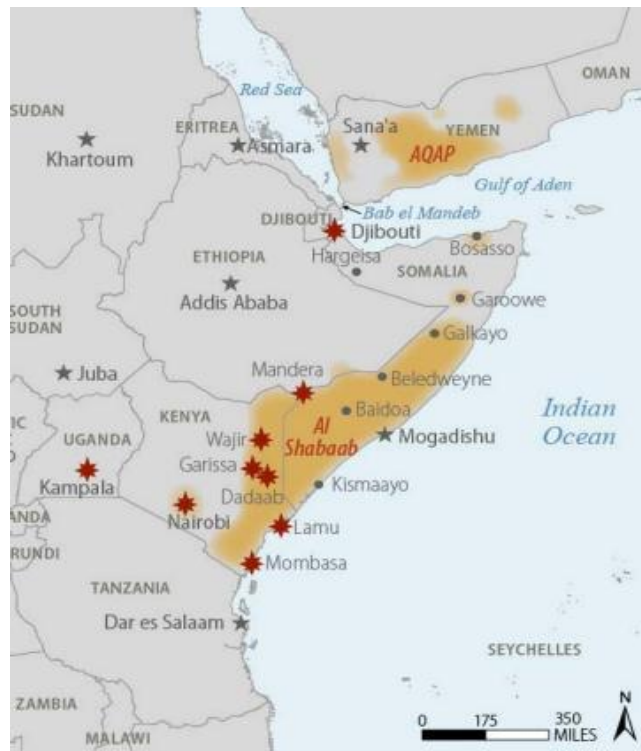 OMAN
SUDAN
Red Sea
ERITREA
Sana'a
YEMEN
Khartoum
Asmara
AQAP
Gulf of Aden
Bab el Mandeb
DJIBOUTI
Djibouti
Bosasso
ETHIOPIA
Hargeisa
SOMALIA
Addis Ababa
Garoowe
SOUTH
SUDAN
Galkayo
Juba
Mandera
Beledweyne
KENYA
Baidoa
Indian
Ocean
UGANDA
Wajir
Al
Shabaab
Mogadishu
Garissa
Kampala
Dadaab
Kismaayo
Nairobi
Lamu
ANDA
RUNDI
Mombasa
TANZANIA
Dar es Salaam
SEYCHELLES
ZAMBIA
MALAWI
N
0 175 350
MILES